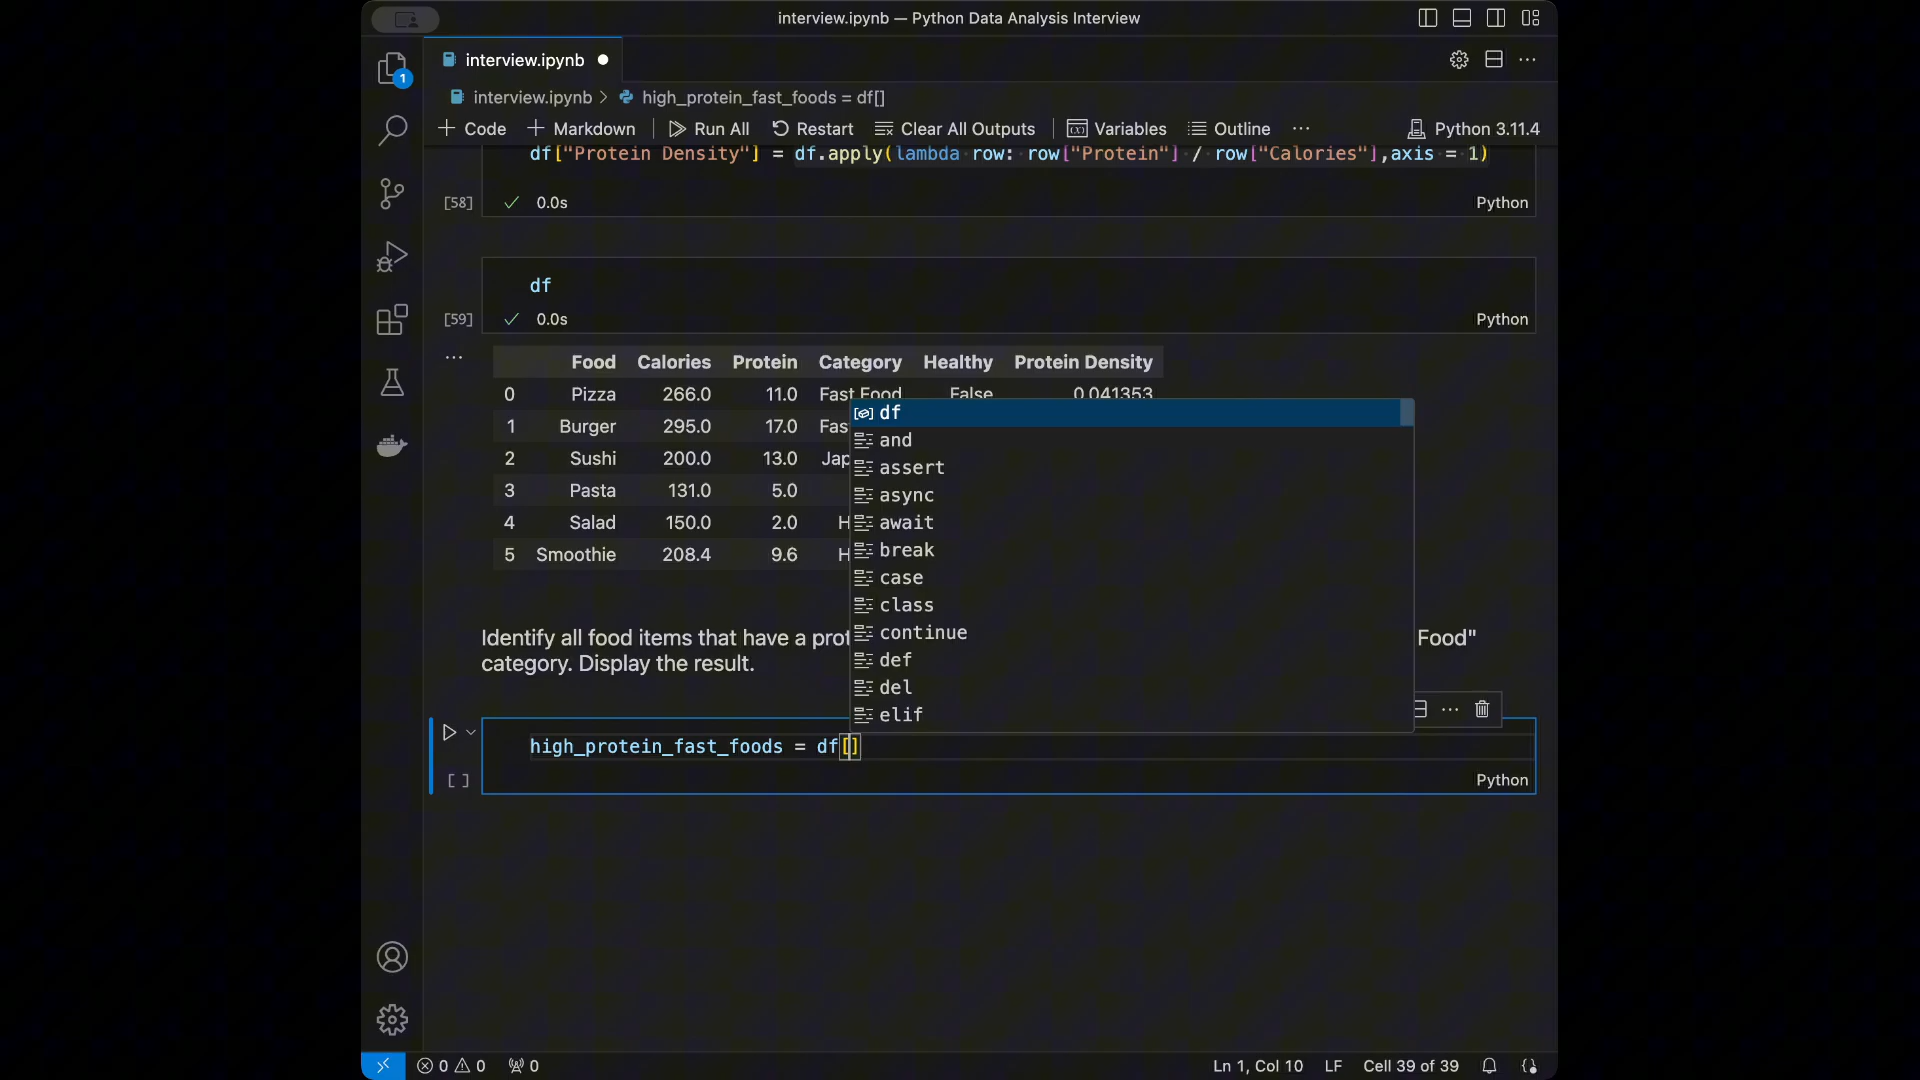 interview.ipynb — Python Data Analysis Interview
interview.ipynb
1
interview.ipynb > high_protein_fast_foods = df[]
+ Code + Markdown Run All Restart Clear All Outputs Variables Outline ... Python 3.11.4
df["Protein Density"] = df.apply(lambda row: row["Protein"] / row["Calories"],axis = 1)
[58] 0.0s Python
df
[59] 0.0s Python
...
Food Calories Protein Category Healthy Protein Density
0 Pizza 266.0 11.0 Fast Food False 0.041353
1 Burger 295.0 17.0 Fas
2 Sushi 200.0 13.0 Jap
3 Pasta 131.0 5.0
4 Salad 150.0 2.0 H
5 Smoothie 208.4 9.6 H
df
and
assert
async
await
break
case
class
continue
def
del
elif
Identify all food items that have a prot Food"
category. Display the result.
high_protein_fast_foods = df[]
[ ] Python
0 0 0 Ln 1, Col 10 LF Cell 39 of 39